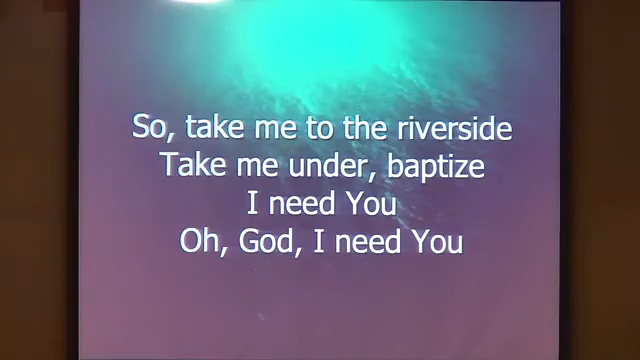 So, take me to the riverside
Take me under, baptize
I need You
Oh, God, I need You